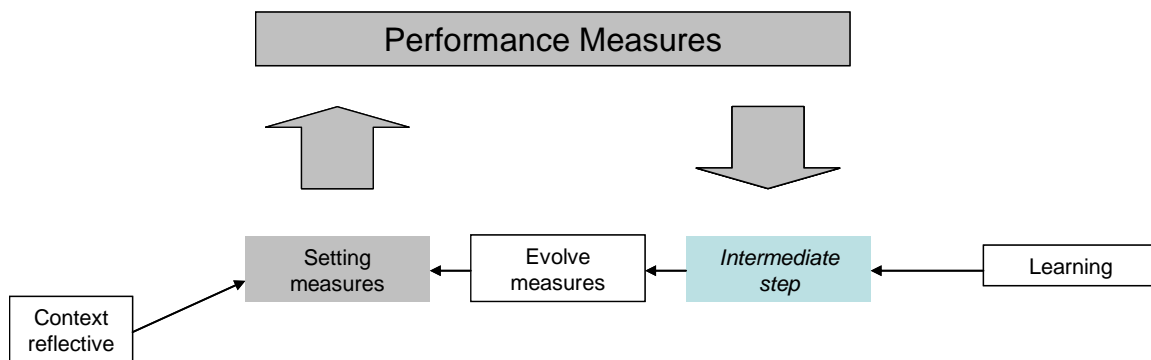 Performance Measures
Setting
measures
Evolve
measures
Intermediate
step
Learning
Context
reflective